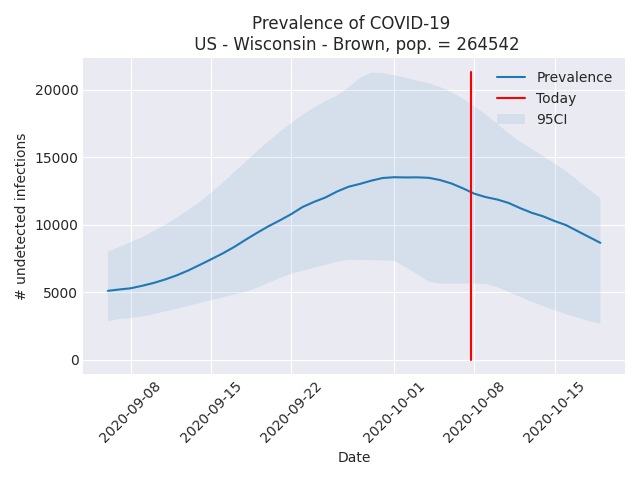 Prevalence of COVID-19
US - Wisconsin - Brown, pop. = 264542
Prevalence
Today
95CI
# undetected infections
20000
15000
10000
5000
0
2020-09-08
2020-09-15
2020-09-22
2020-10-01
2020-10-08
2020-10-15
Date